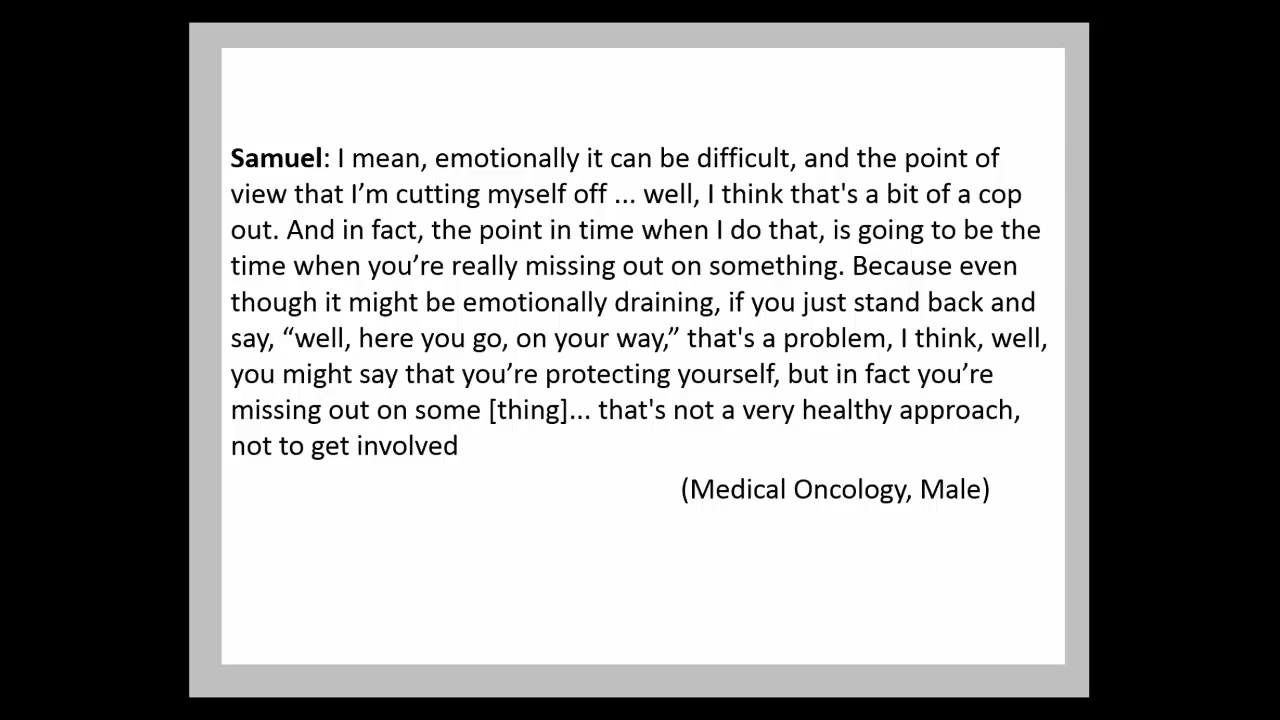 Samuel: I mean, emotionally it can be difficult, and the point of
view that I’m cutting myself off ... well, I think that's a bit of a cop
out. And in fact, the point in time when I do that, is going to be the
time when you’re really missing out on something. Because even
though it might be emotionally draining, if you just stand back and
say, “well, here you go, on your way,” that's a problem, I think, well,
you might say that you’re protecting yourself, but in fact you’re
missing out on some [thing]... that's not a very healthy approach,
not to get involved
(Medical Oncology, Male)